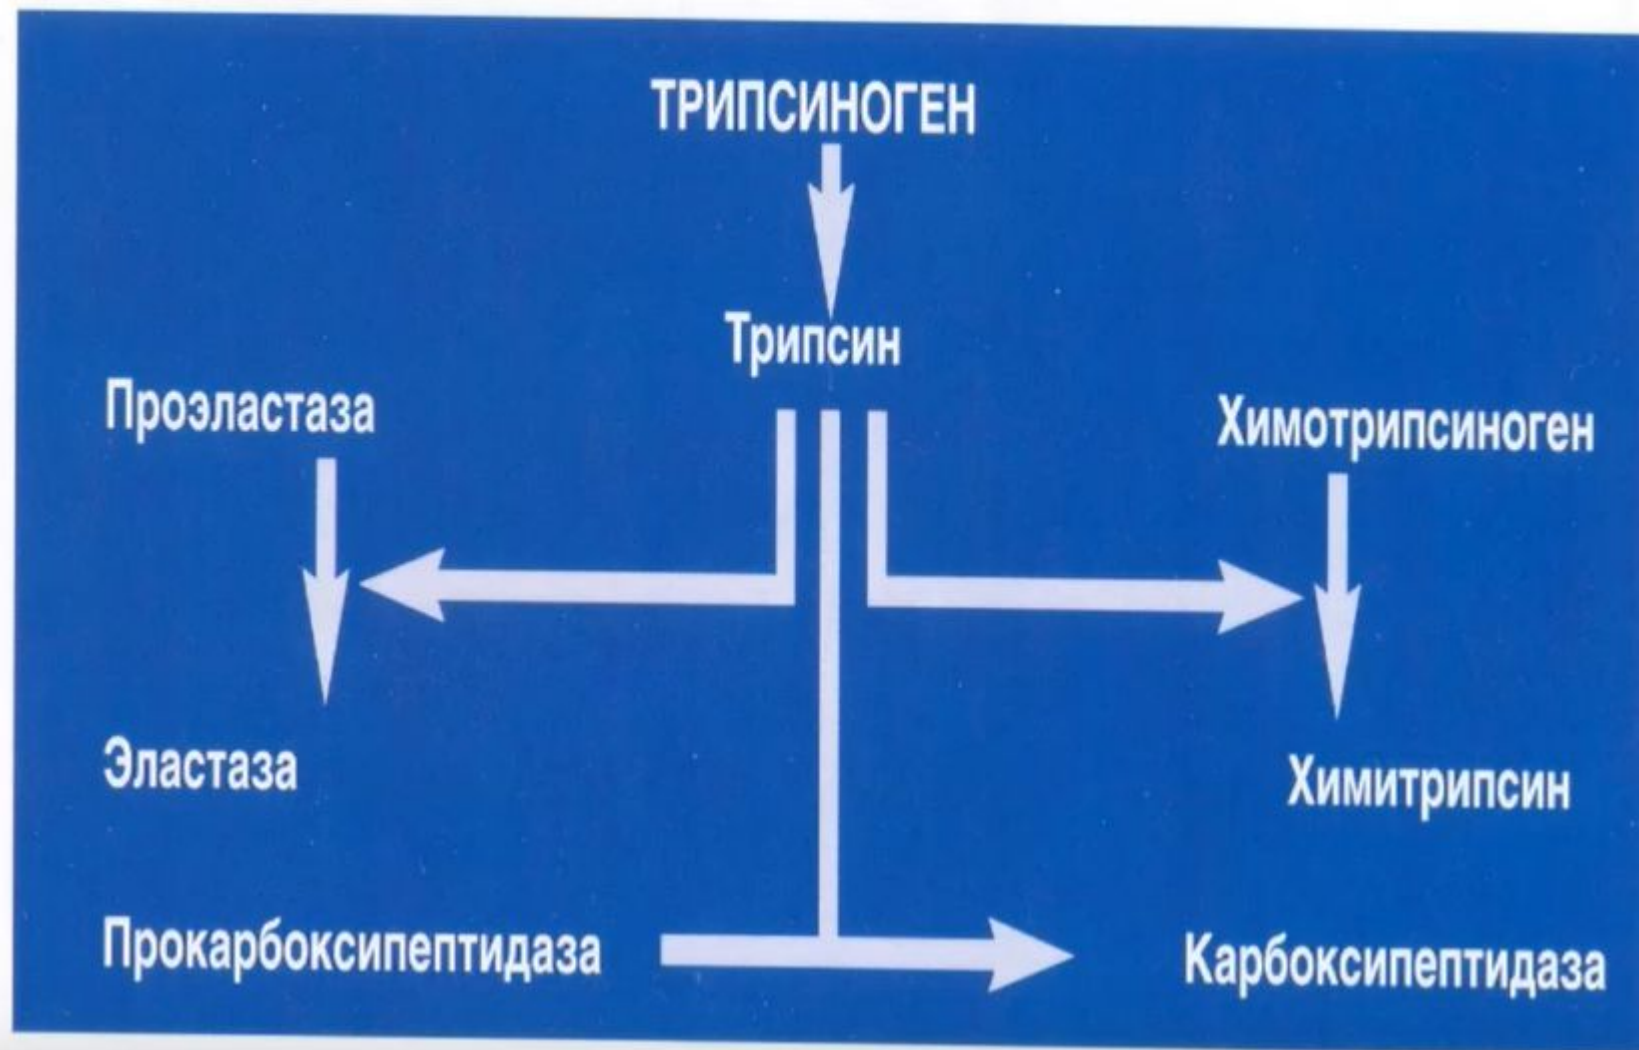 ТРИПСИНОГЕН
Трипсин
Проэластаза
Химотрипсиноген
Эластаза
Химитрипсин
Прокарбоксипептидаза
Карбоксипептидаза